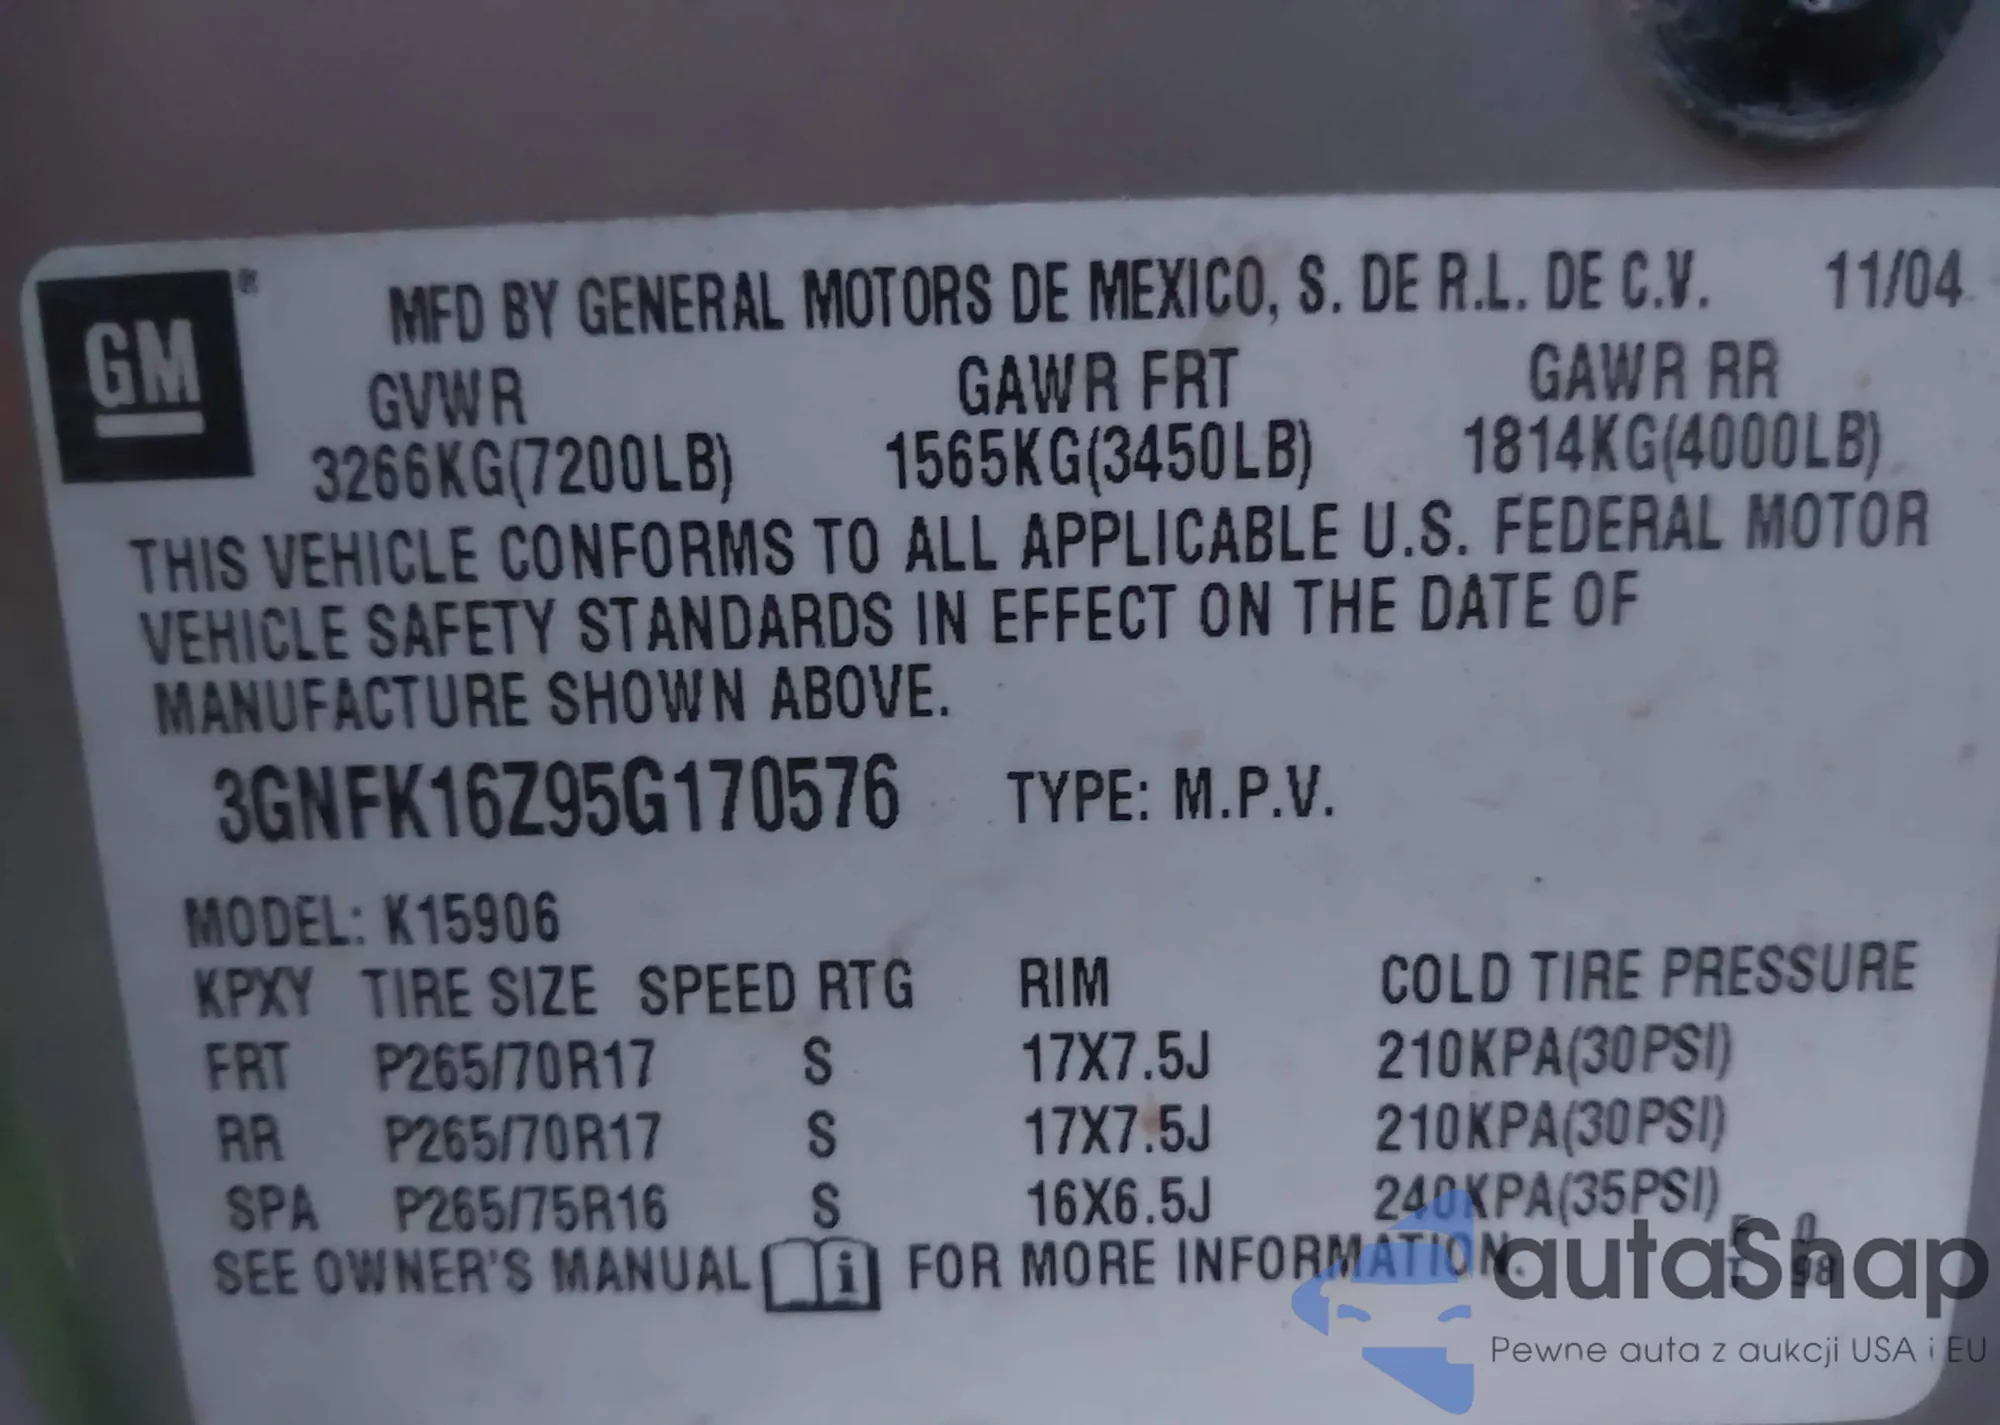 GM®
MFD BY GENERAL MOTORS DE MEXICO, S. DE R.L. DE C.V. 11/04
GVWR GAWR FRT GAWR RR
3266KG(7200LB) 1565KG(3450LB) 1814KG(4000LB)
THIS VEHICLE CONFORMS TO ALL APPLICABLE U.S. FEDERAL MOTOR
VEHICLE SAFETY STANDARDS IN EFFECT ON THE DATE OF
MANUFACTURE SHOWN ABOVE.
3GNFK16Z95G170576 TYPE: M.P.V.
MODEL: K15906
KPXY TIRE SIZE SPEED RTG RIM COLD TIRE PRESSURE
FRT P265/70R17 S 17X7.5J 210KPA(30PSI)
RR P265/70R17 S 17X7.5J 210KPA(30PSI)
SPA P265/75R16 S 16X6.5J 240KPA(35PSI)
SEE OWNER'S MANUAL i FOR MORE INFORMATION.
autaSnap
Pewne auta z aukcji USA i EU